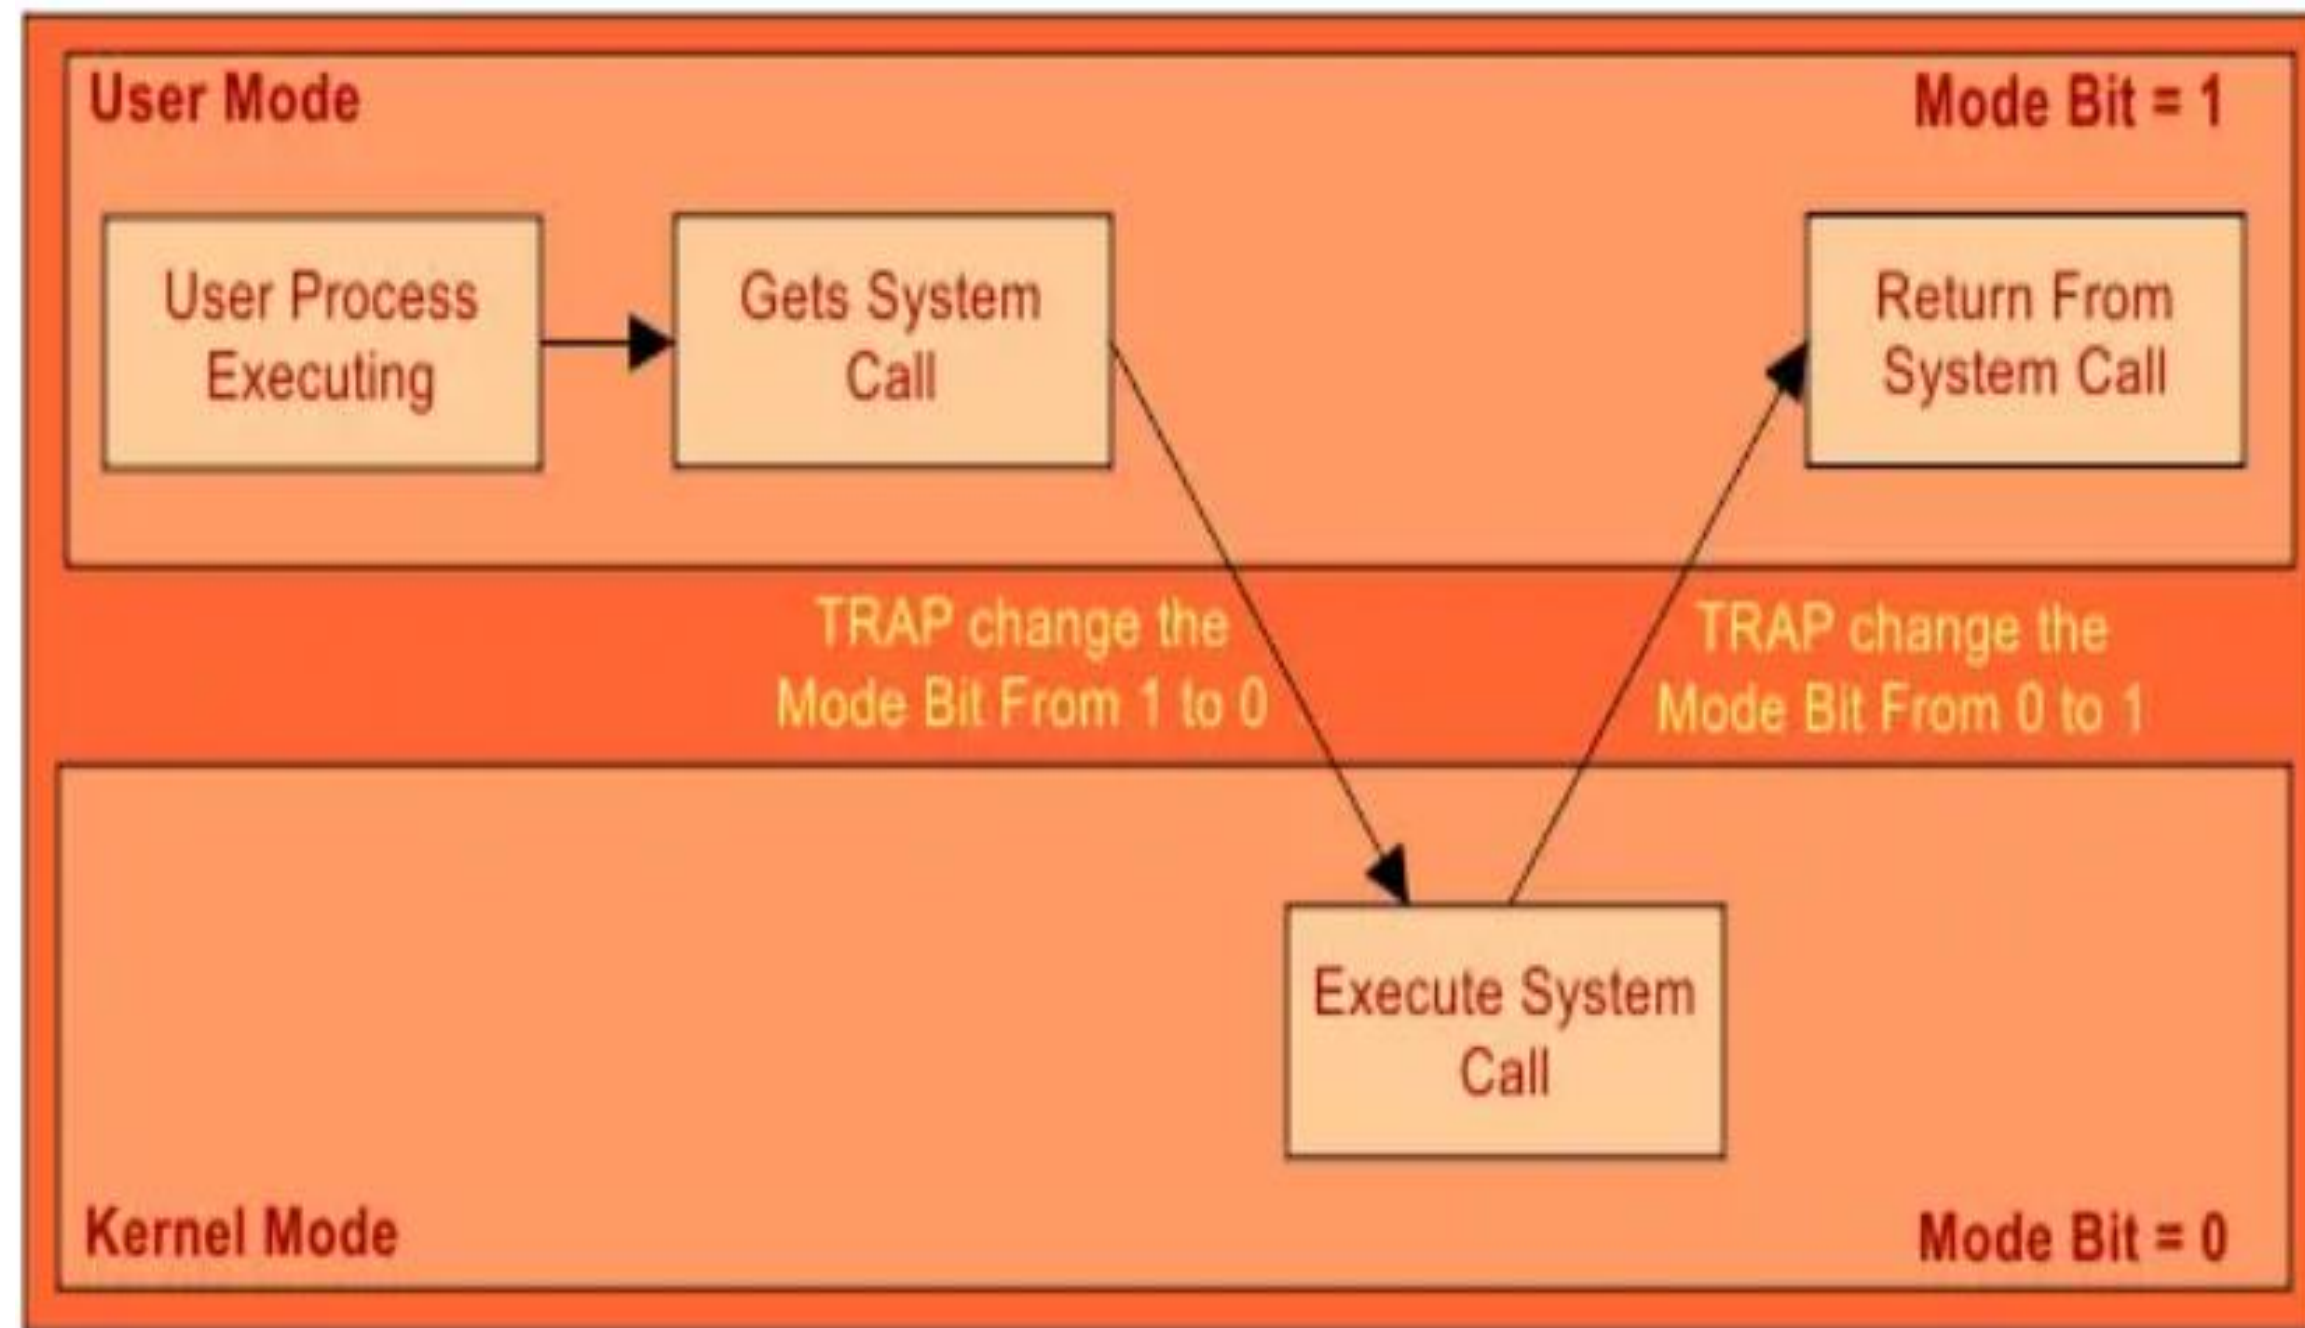 User Mode
Mode Bit = 1
User Process
Executing
Gets System
Call
Return From
System Call
TRAP change the
Mode Bit From 1 to 0
TRAP change the
Mode Bit From 0 to 1
Execute System
Call
Kernel Mode
Mode Bit = 0